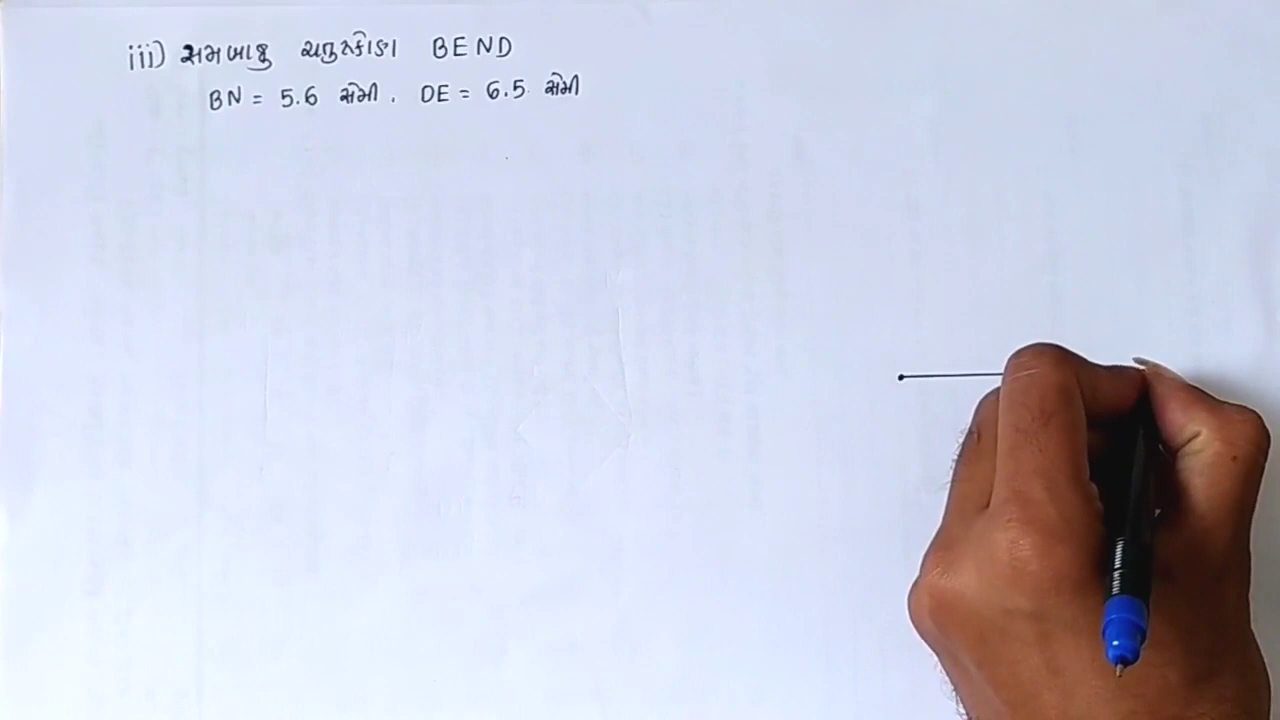 iii) સમબાજુ ચતુષ્કોણ BEND
BN = 5.6 સેમી. DE = 6.5 સેમી